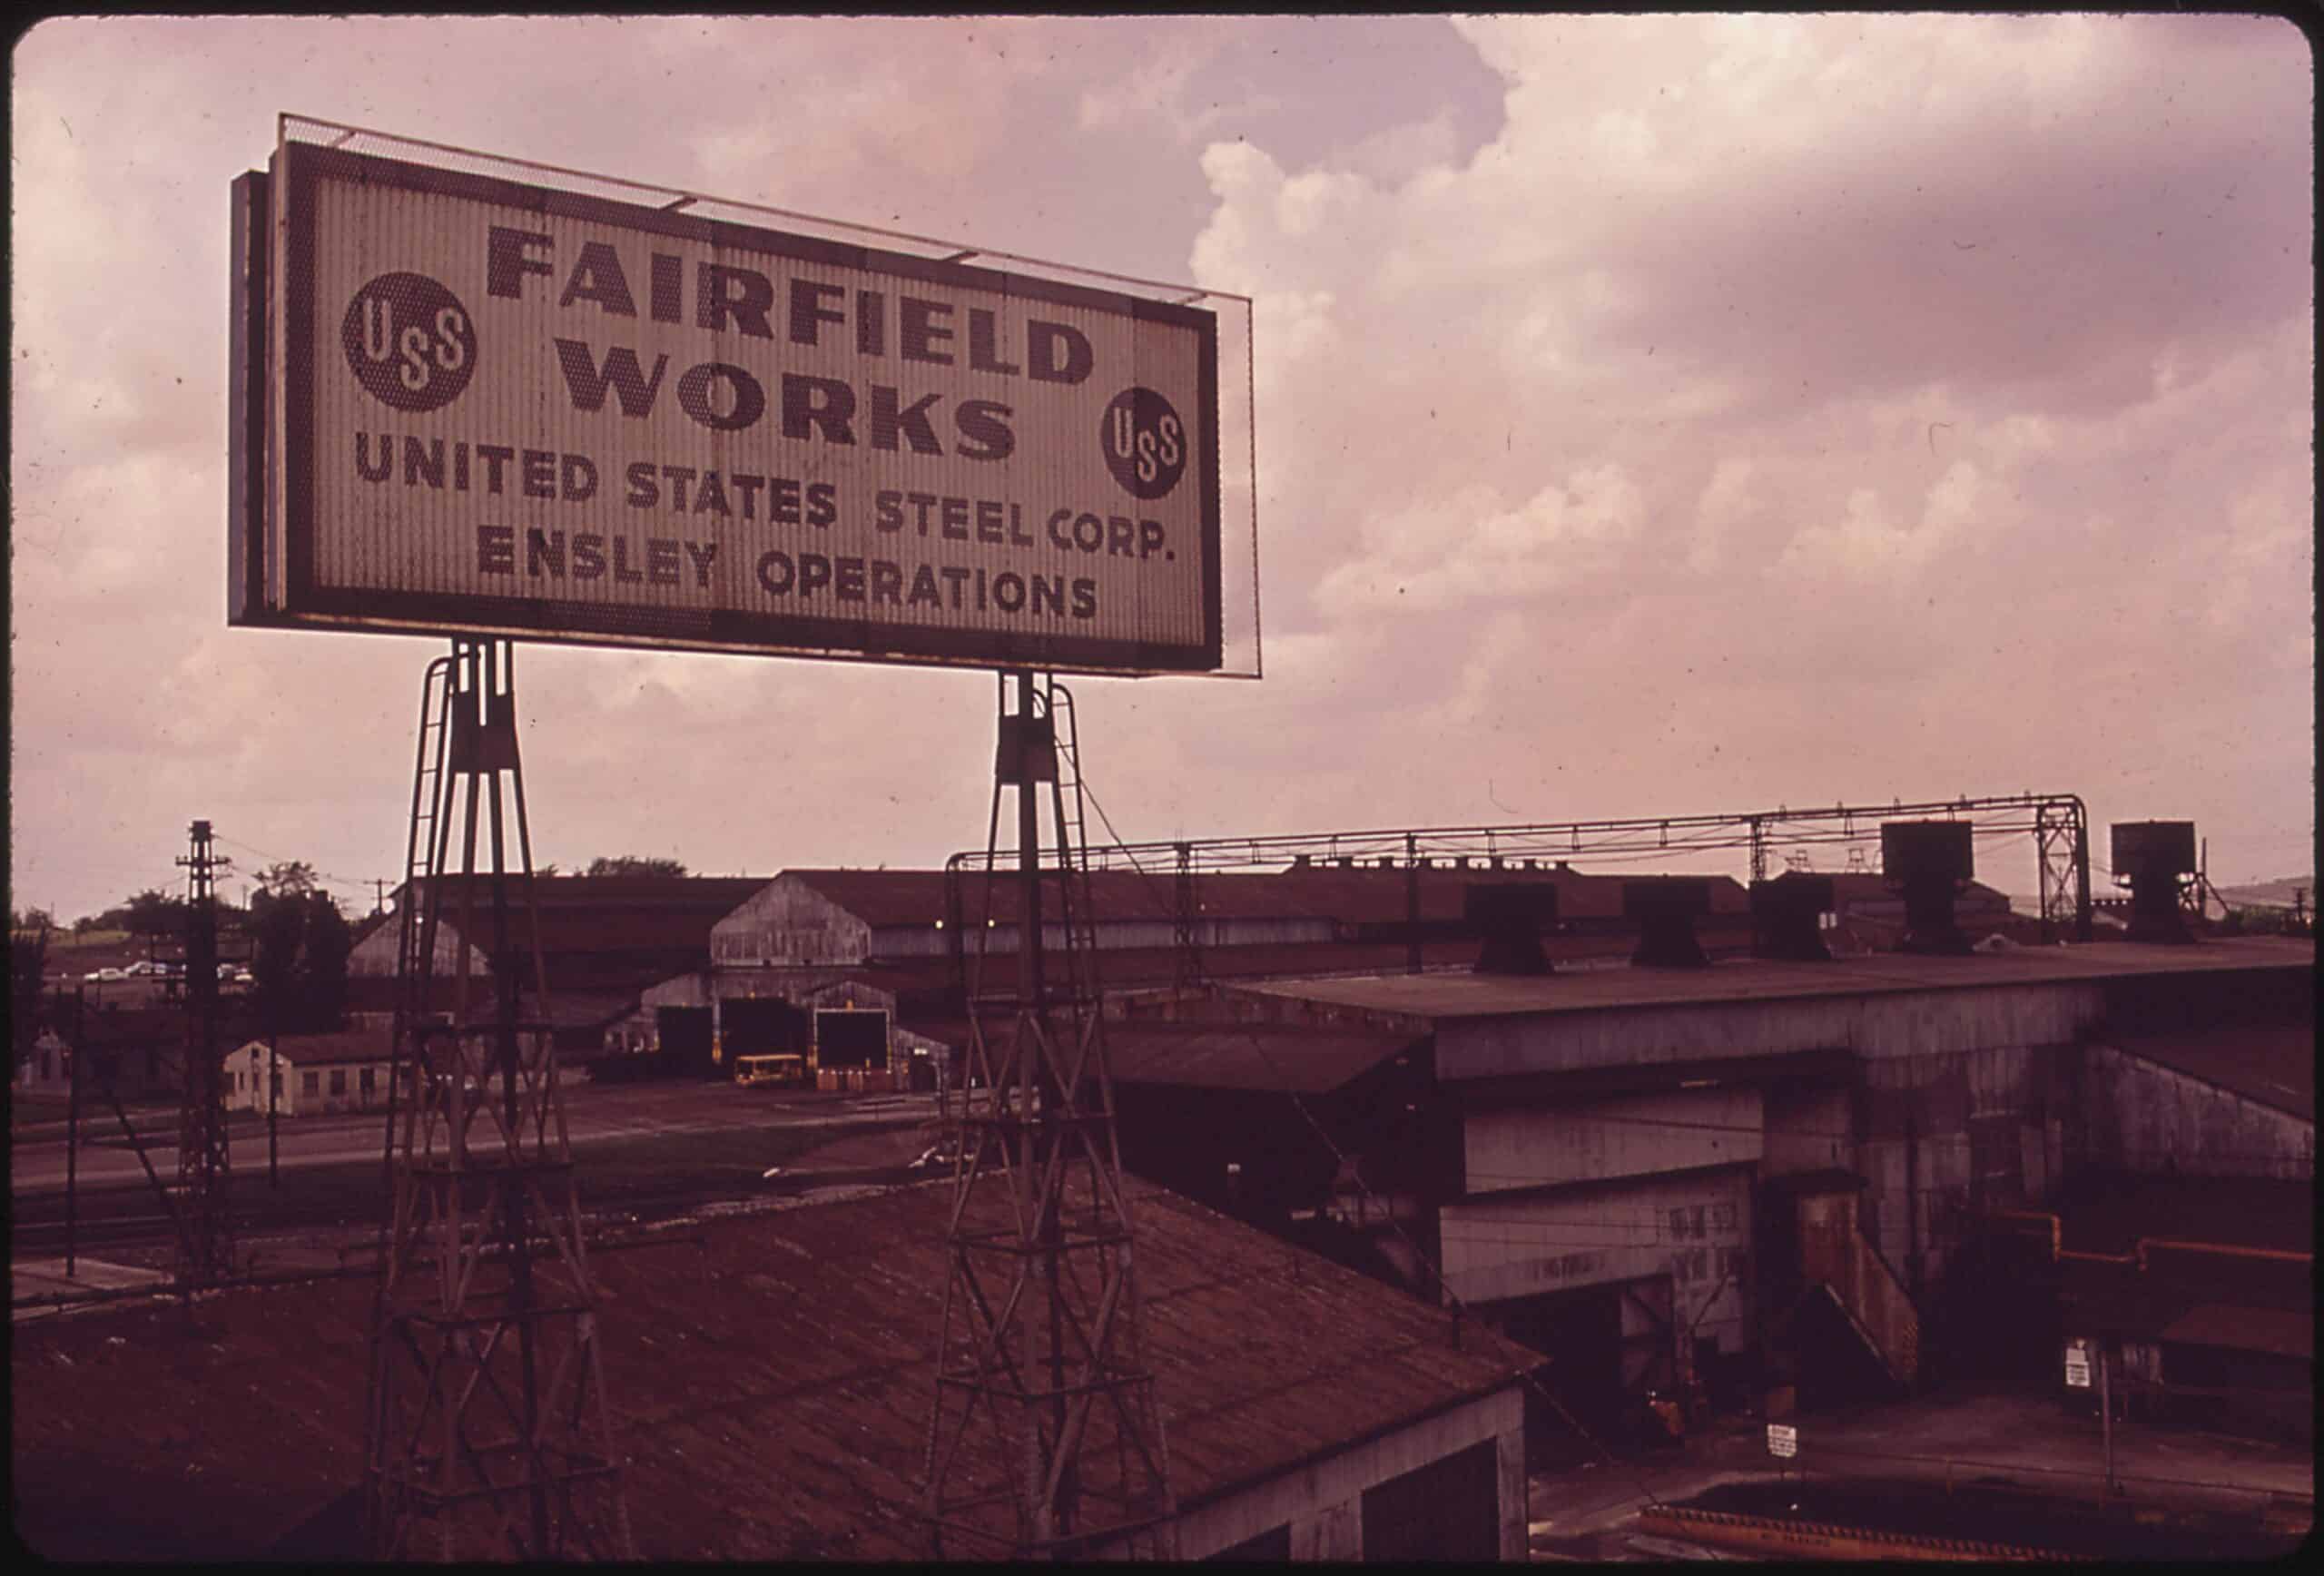 FAIRFIELD
USS WORKS USS
UNITED STATES STEEL CORP.
ENSLEY OPERATIONS